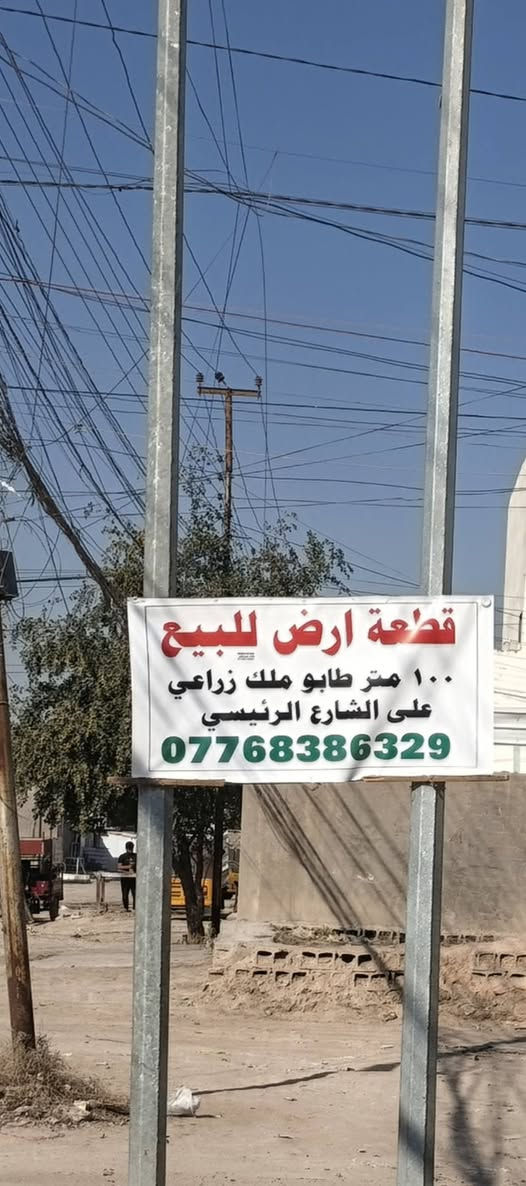 قطعة ارض للبيع
١٠٠ متر طابو ملك زراعي
على الشارع الرئيسي
07768386329